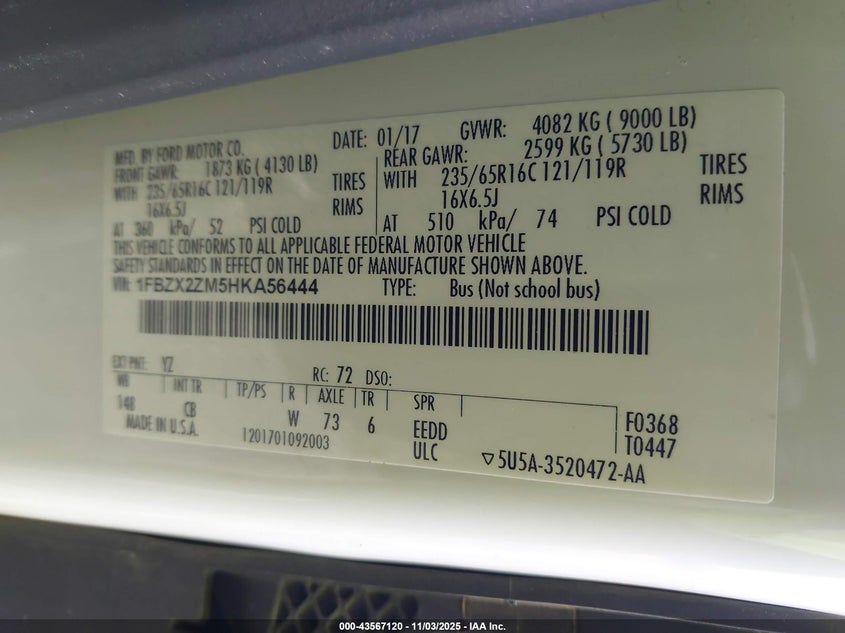 MFD. BY FORD MOTOR CO. DATE: 01/17 GVWR: 4082 KG ( 9000 LB)
FRONT GAWR: 1873 KG ( 4130 LB) REAR GAWR: 2599 KG ( 5730 LB)
WITH 235/65R16C 121/119R TIRES WITH 235/65R16C 121/119R TIRES
16X6.5J RIMS 16X6.5J RIMS
AT 360 kPa/ 52 PSI COLD AT 510 kPa/ 74 PSI COLD
THIS VEHICLE CONFORMS TO ALL APPLICABLE FEDERAL MOTOR VEHICLE
SAFETY STANDARDS IN EFFECT ON THE DATE OF MANUFACTURE SHOWN ABOVE.
VIN: 1FBZX2ZM5HKA56444 TYPE: Bus (Not school bus)
EXT PNT: YZ RC: 72 DSO:
WB INT TR TP/PS R AXLE TR SPR
148 CB W 73 6 EEDD F0368
MADE IN U.S.A. 1201701092003 ULC T0447
▽5U5A-3520472-AA
000-43567120 | 11/03/2025 - IAA Inc.